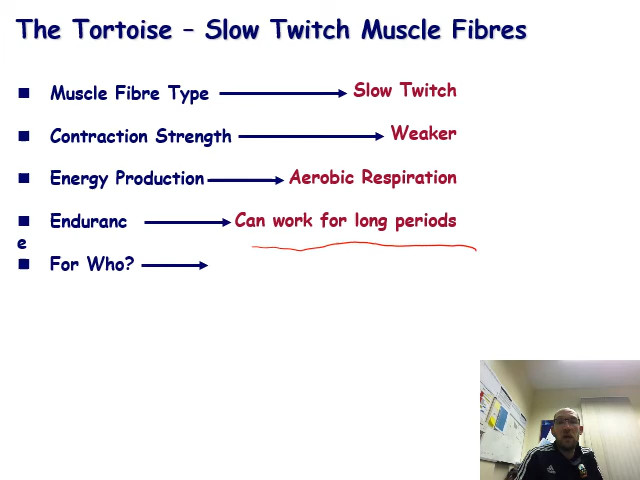 The Tortoise – Slow Twitch Muscle Fibres
■ Muscle Fibre Type Slow Twitch
■ Contraction Strength Weaker
■ Energy Production Aerobic Respiration
■ Enduranc Can work for long periods
e
■ For Who?